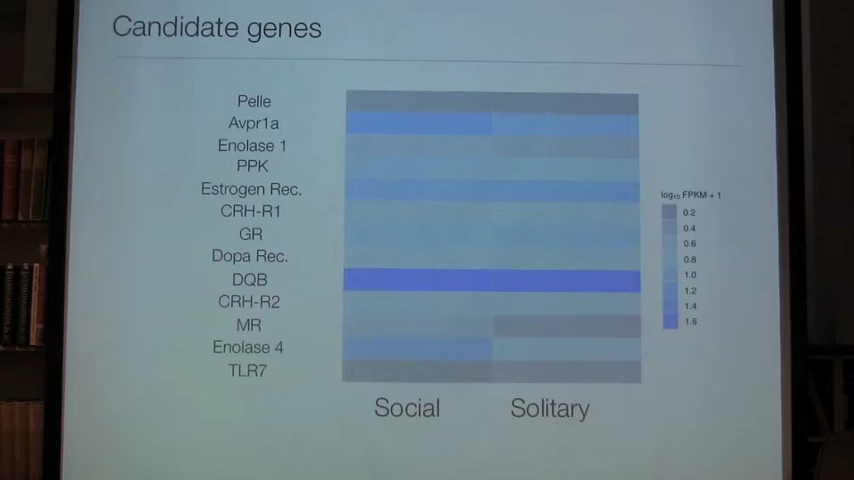 Candidate genes
Pelle
Avpr1a
Enolase 1
PPK
Estrogen Rec.
CRH-R1
GR
Dopa Rec.
DQB
CRH-R2
MR
Enolase 4
TLR7
Social Solitary
log₁₀ FPKM + 1
0.2
0.4
0.6
0.8
1.0
1.2
1.4
1.6